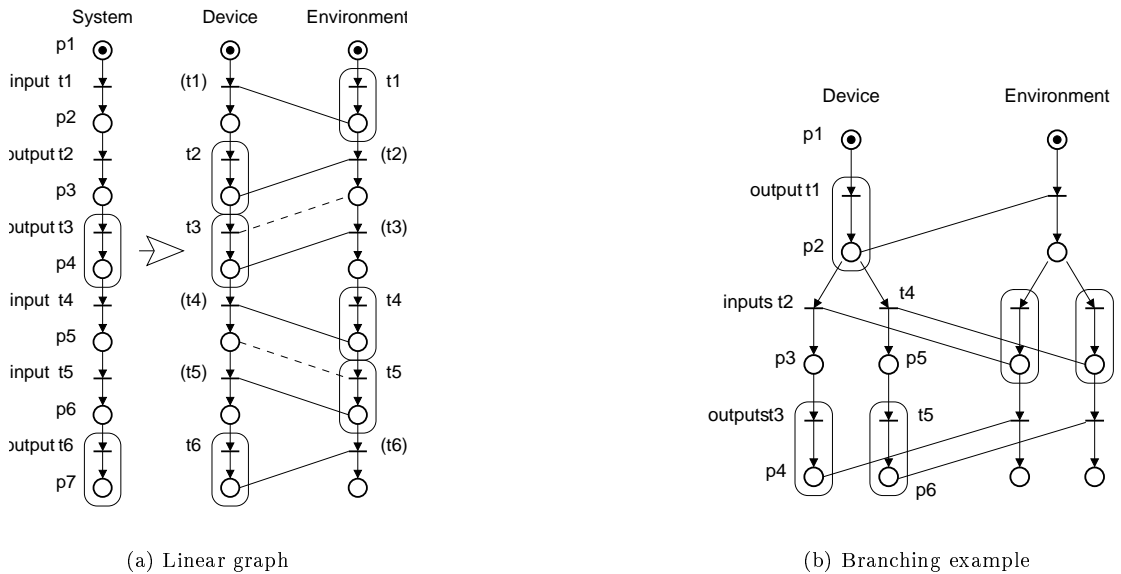 System Device Environment
p1
input t1 (t1) t1
p2
output t2 t2 (t2)
p3
output t3 t3 (t3)
p4
input t4 (t4) t4
p5
input t5 (t5) t5
p6
output t6 t6 (t6)
p7
(a) Linear graph
Device Environment
p1
output t1
p2
inputs t2 t4
p3 p5
outputst3 t5
p4 p6
(b) Branching example